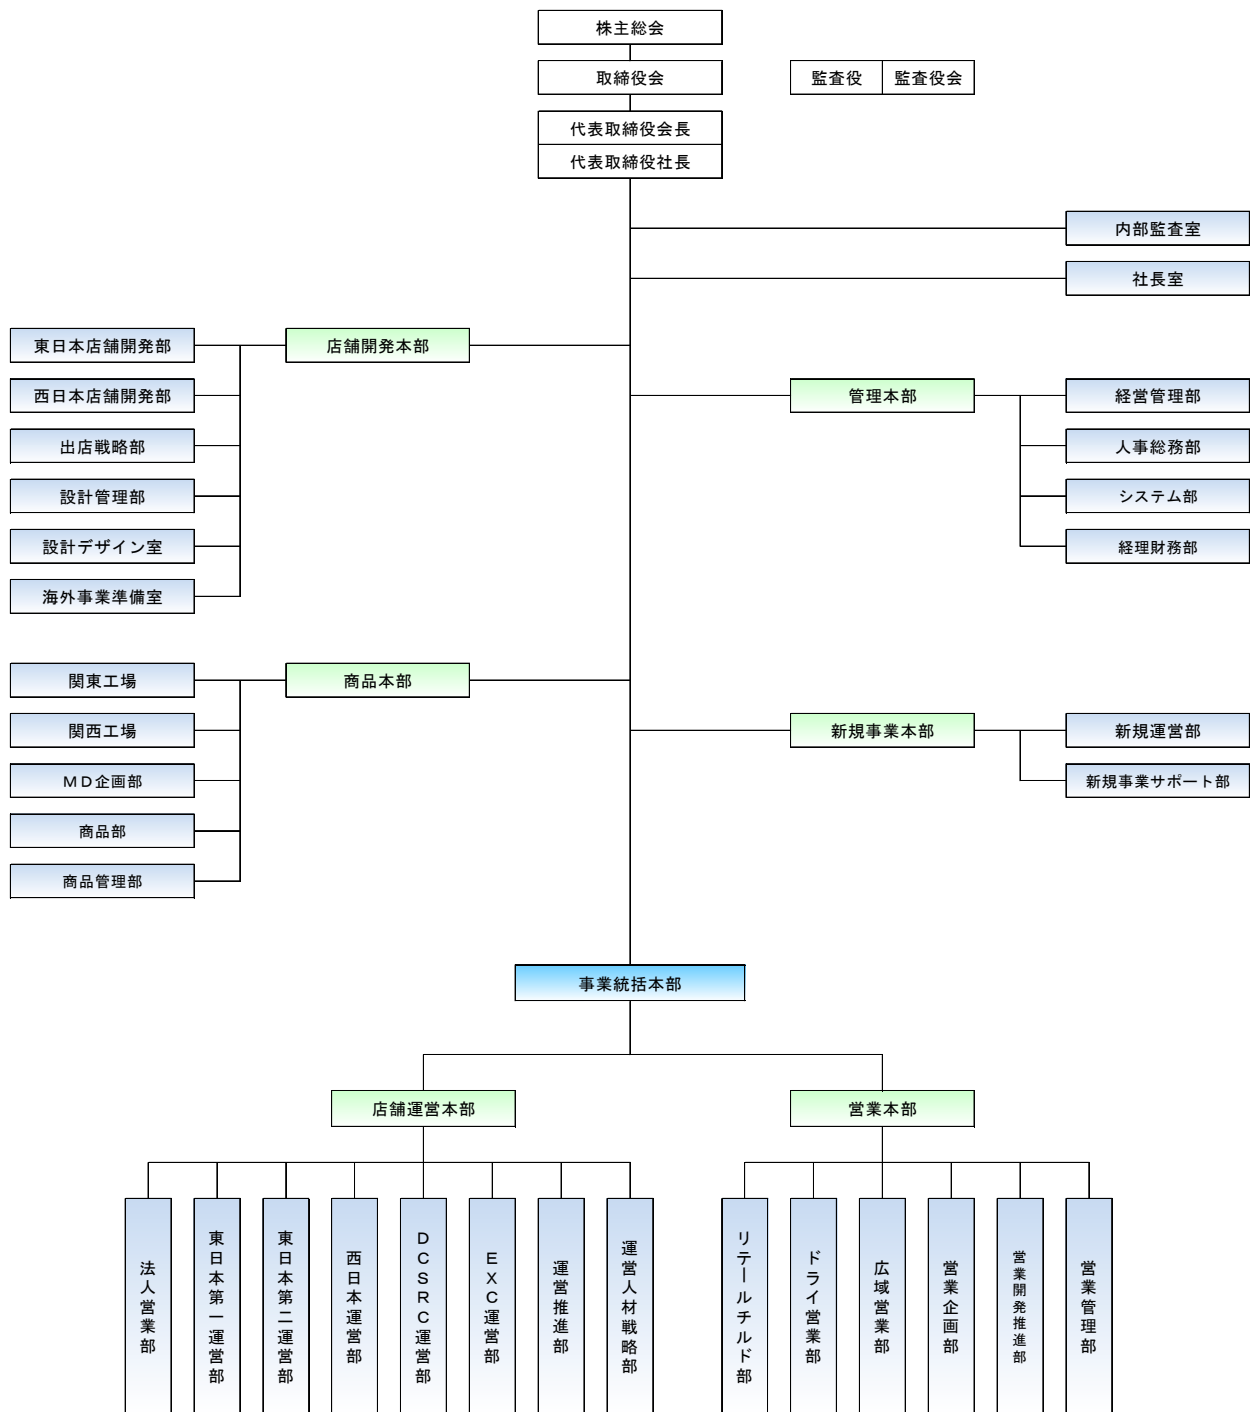 株主総会
取締役会
監査役
監査役会
代表取締役会長
代表取締役社長
内部監査室
社長室
東日本店舗開発部
店舗開発本部
西日本店舗開発部
管理本部
経営管理部
出店戦略部
人事総務部
設計管理部
システム部
設計デザイン室
経理財務部
海外事業準備室
関東工場
商品本部
関西工場
新規事業本部
新規運営部
MD企画部
新規事業サポート部
商品部
商品管理部
事業統括本部
店舗運営本部
営業本部
法人営業部
東日本第一運営部
東日本第二運営部
西日本運営部
DCSRC運営部
EXC運営部
運営推進部
運営人材戦略部
リテールチルド部
ドライ営業部
広域営業部
営業企画部
営業開発推進部
営業管理部